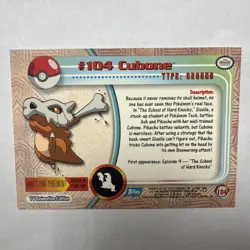 #104 Cubone
TYPE: GROUND
Description:
Because it never removes its skull helmet, no
one has ever seen this Pokémon's real face.
In "The School of Hard Knocks," Giselle, a
stuck-up student at Pokémon Tech, battles
Ash and Pikachu with her well-trained Cubone.
Pikachu battles valiantly, but Cubone is
merciless. After using a strategy that the
smick smack smart Giselle can't figure out, Pikachu
tricks Cubone into getting hit on the head by
its own Boomerang attack!
First appearance: Episode 9 — "The School
of Hard Knocks"
TV Animation Edition
Topps
104